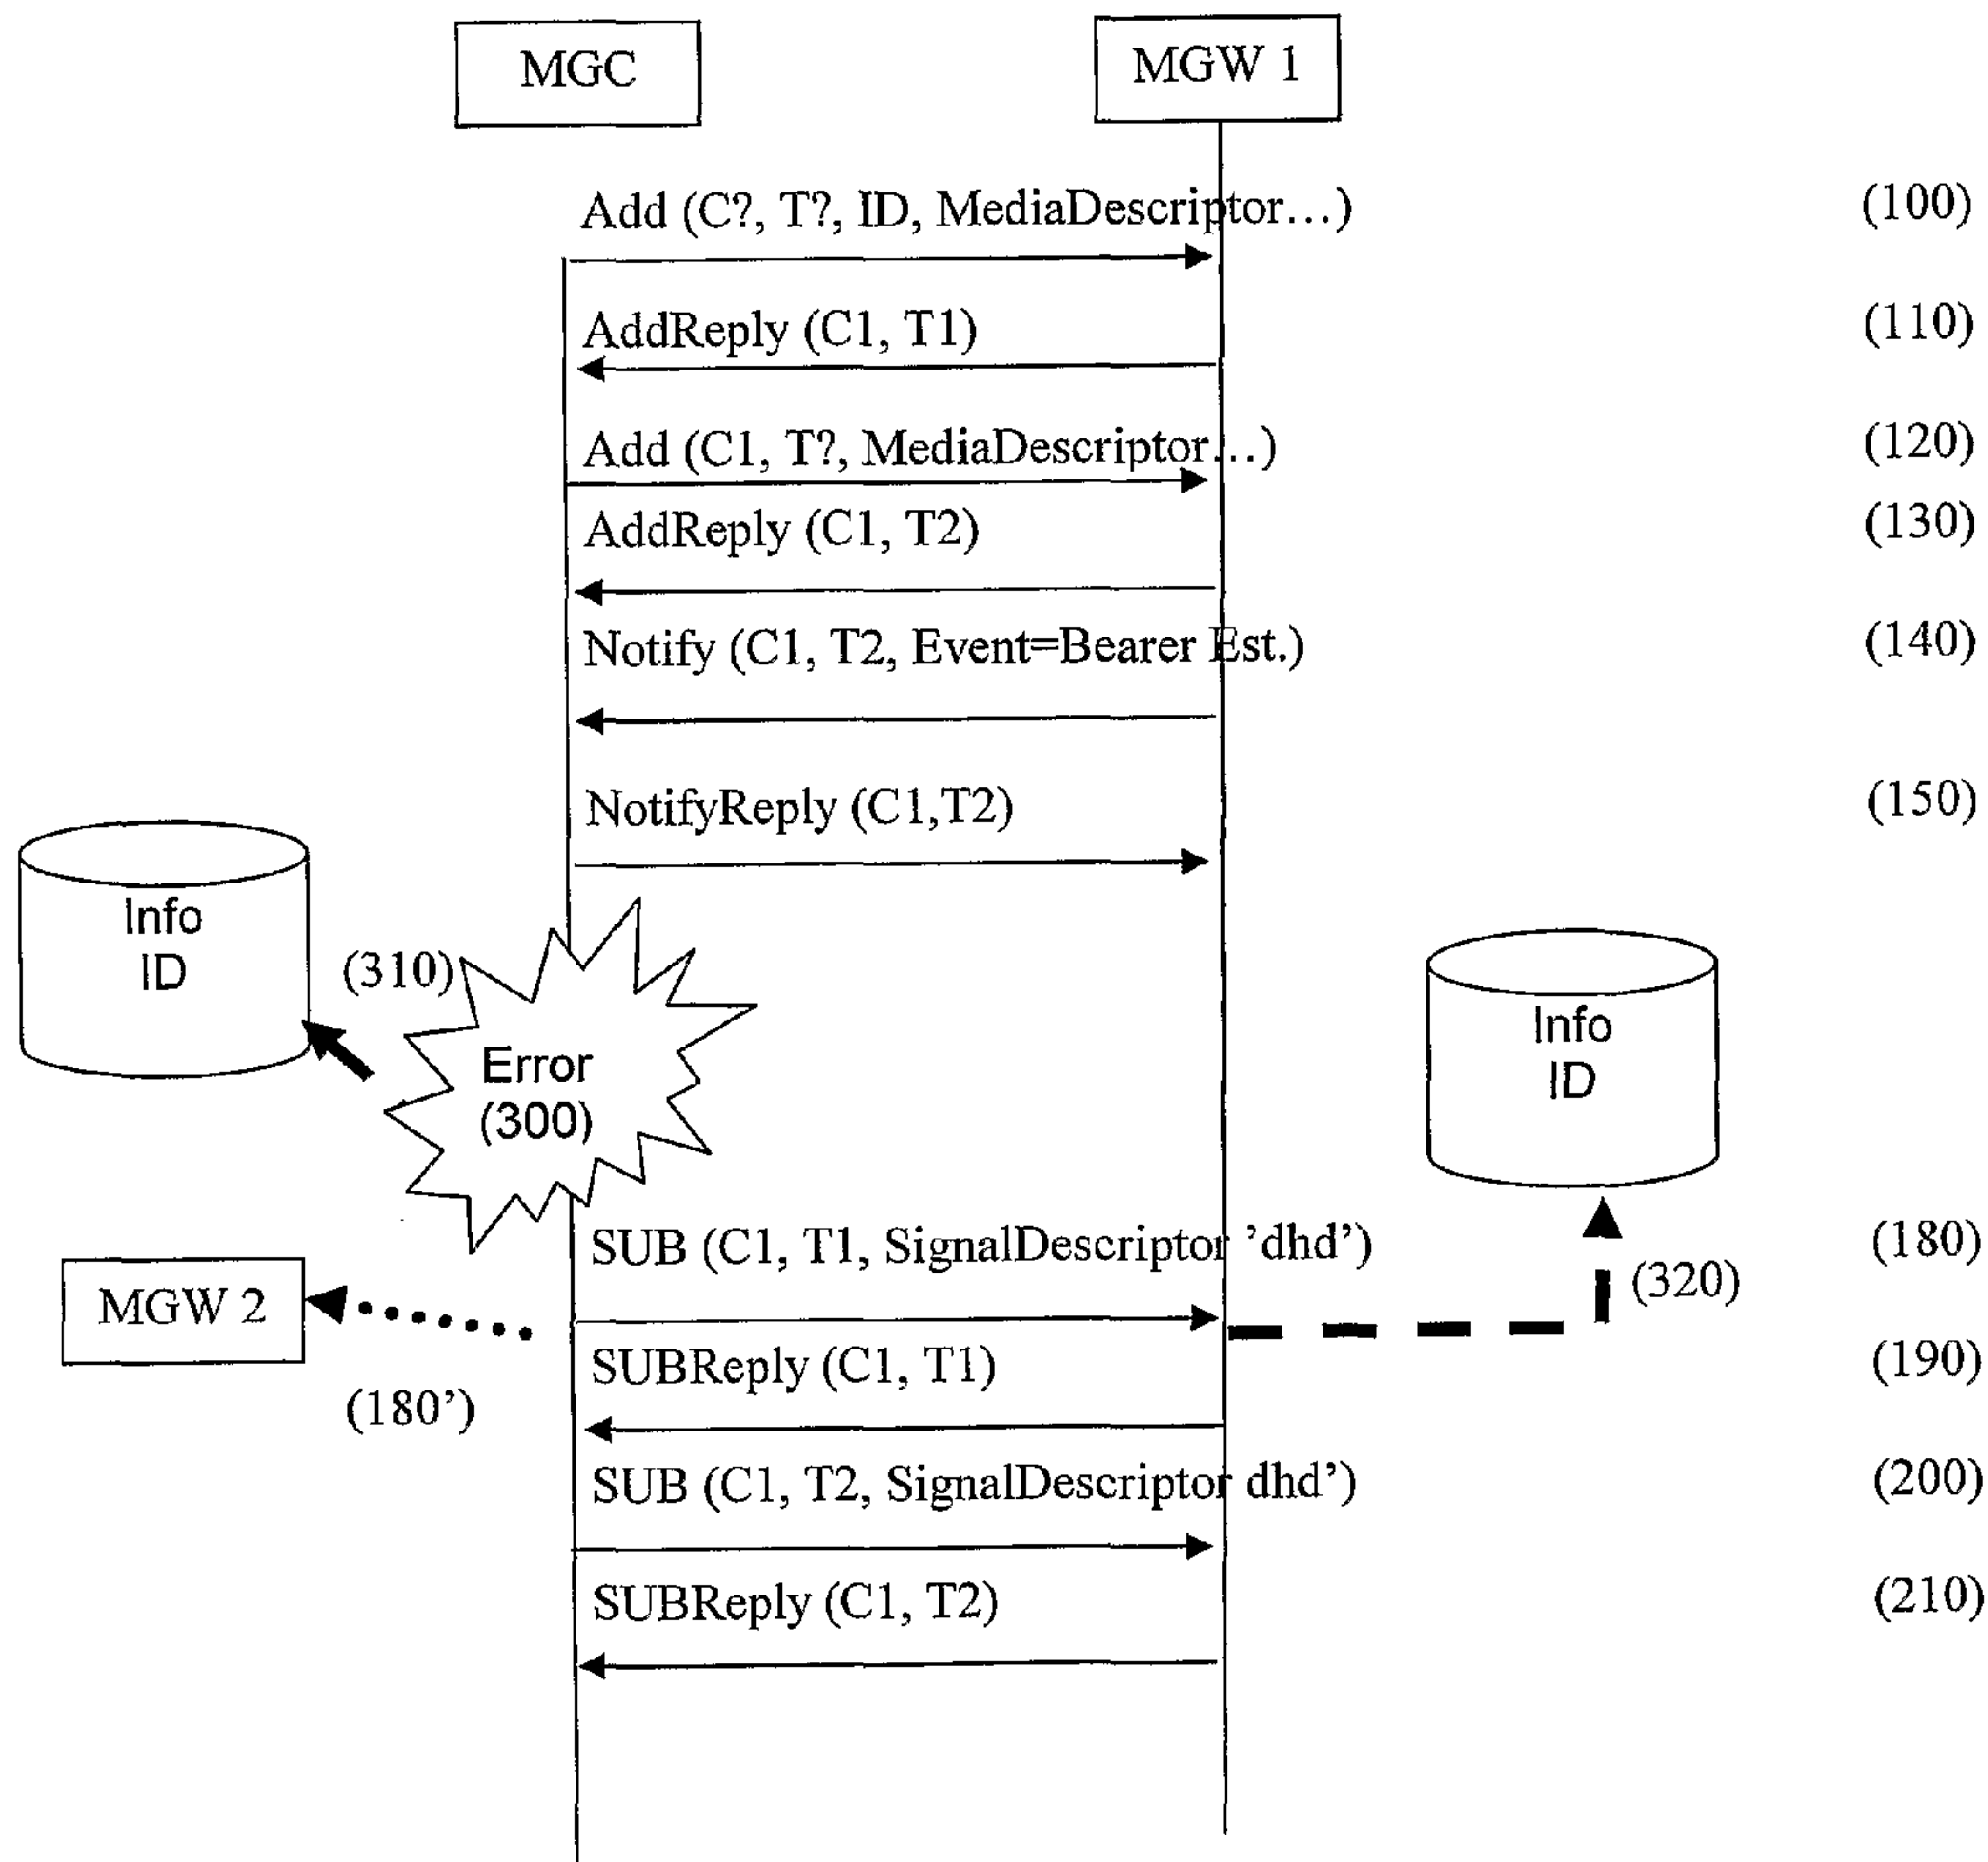 MGC
MGW 1
Add (C?, T?, ID, MediaDescriptor...) (100)
AddReply (C1, T1) (110)
Add (C1, T?, MediaDescriptor...) (120)
AddReply (C1, T2) (130)
Notify (C1, T2, Event=Bearer Est.) (140)
NotifyReply (C1,T2) (150)
Info
ID
(310)
Error
(300)
Info
ID
SUB (C1, T1, SignalDescriptor ’dhd’) (180)
(320)
MGW 2
SUBReply (C1, T1) (190)
(180’)
SUB (C1, T2, SignalDescriptor dhd’) (200)
SUBReply (C1, T2) (210)